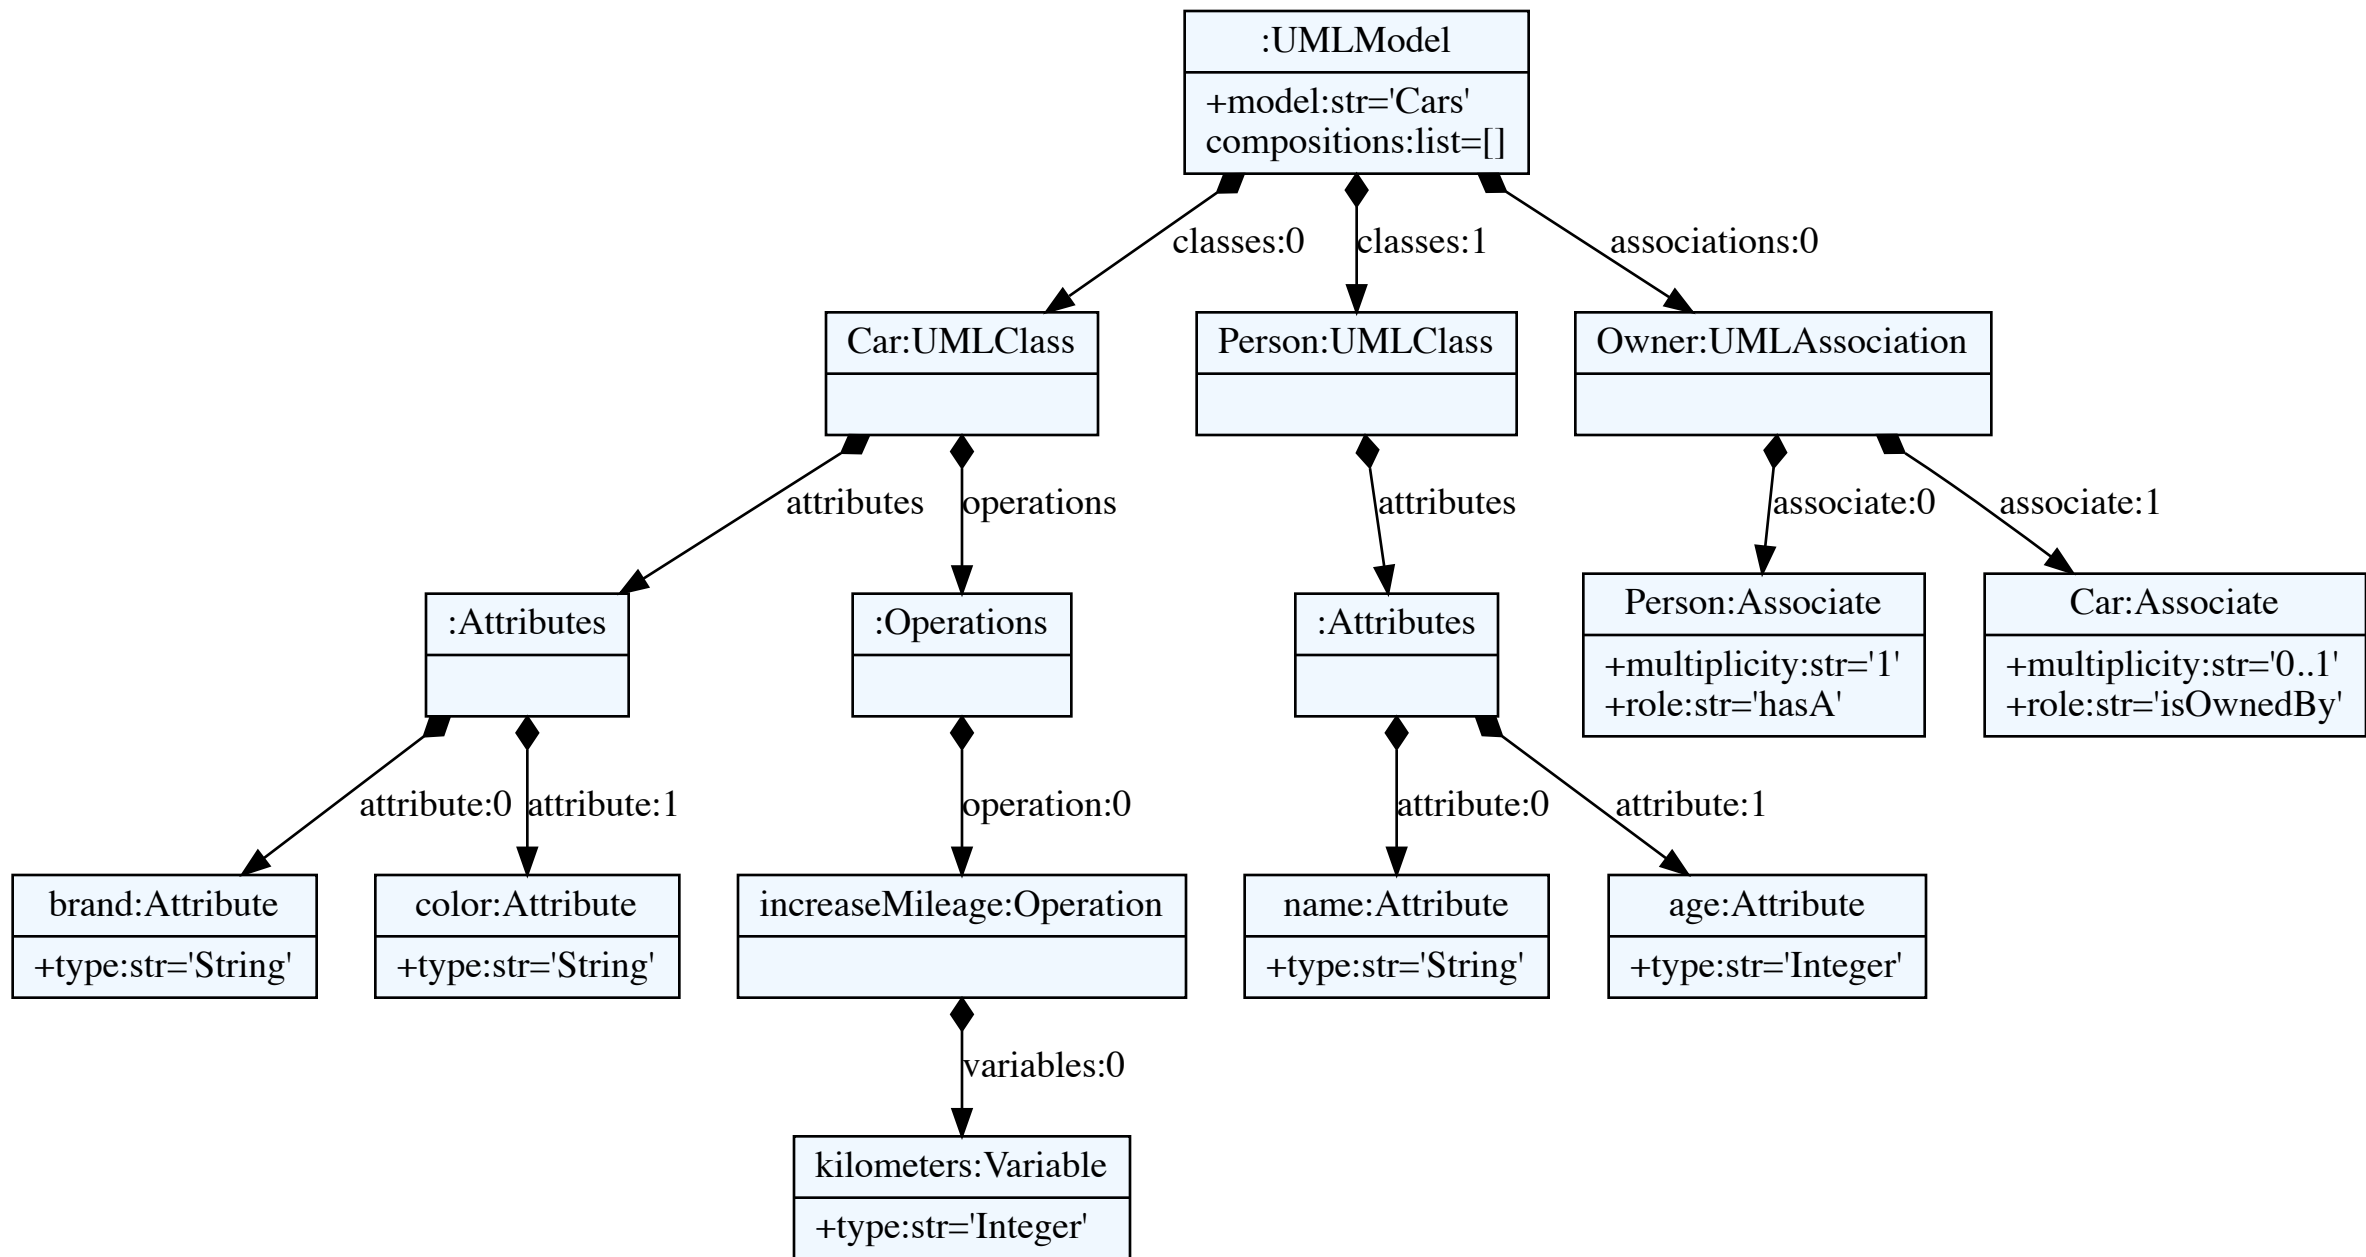 :UMLModel
+model:str='Cars'
compositions:list=[]
classes:0
classes:1
associations:0
Car:UMLClass
Person:UMLClass
Owner:UMLAssociation
attributes
operations
attributes
associate:0
associate:1
:Attributes
:Operations
:Attributes
Person:Associate
+multiplicity:str='1'
+role:str='hasA'
Car:Associate
+multiplicity:str='0..1'
+role:str='isOwnedBy'
attribute:0
attribute:1
operation:0
attribute:0
attribute:1
brand:Attribute
+type:str='String'
color:Attribute
+type:str='String'
increaseMileage:Operation
name:Attribute
+type:str='String'
age:Attribute
+type:str='Integer'
variables:0
kilometers:Variable
+type:str='Integer'